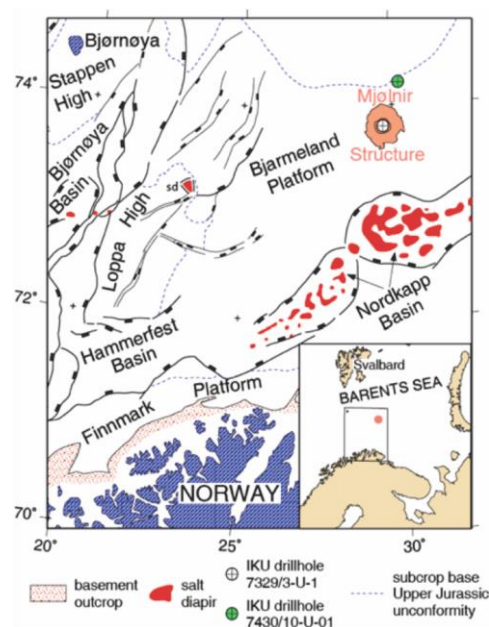 Bjørnøya
74°
Stappen
High
Mjølnir
Structure
Bjørnøya
Basin
sd
High
Loppa
Bjarmeland
Platform
72°
Nordkapp
Basin
Hammerfest
Basin
Svalbard
BARENTS SEA
Finnmark
Platform
NORWAY
70°
20°
25°
30°
basement
outcrop
salt
diapir
IKU drillhole
7329/3-U-1
IKU drillhole
7430/10-U-01
subcrop base
Upper Jurassic
unconformity